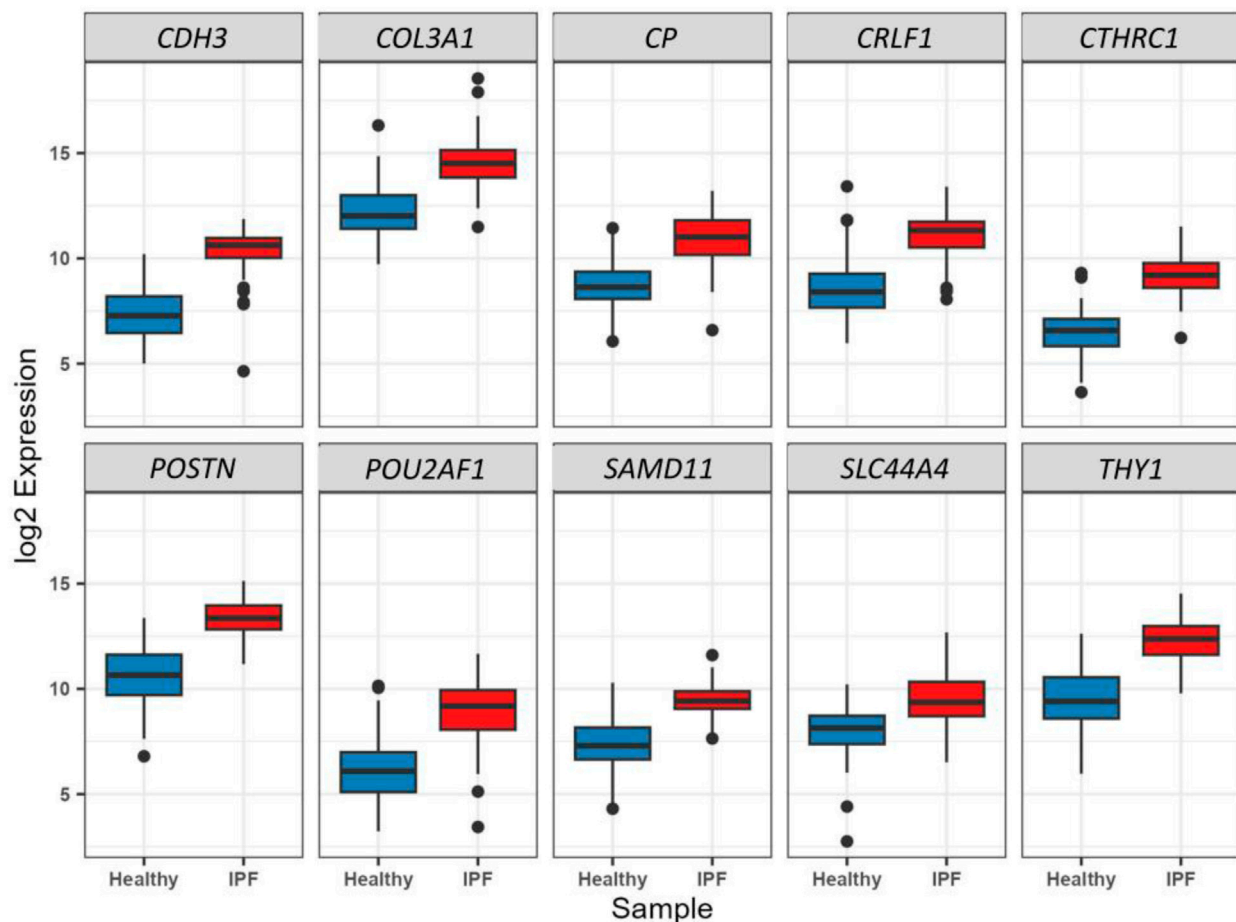 CDH3 COL3A1 CP CRLF1 CTHRC1
15
10
5
log2 Expression
POSTN POU2AF1 SAMD11 SLC44A4 THY1
15
10
5
Healthy IPF Healthy IPF Healthy IPF Healthy IPF Healthy IPF
Sample